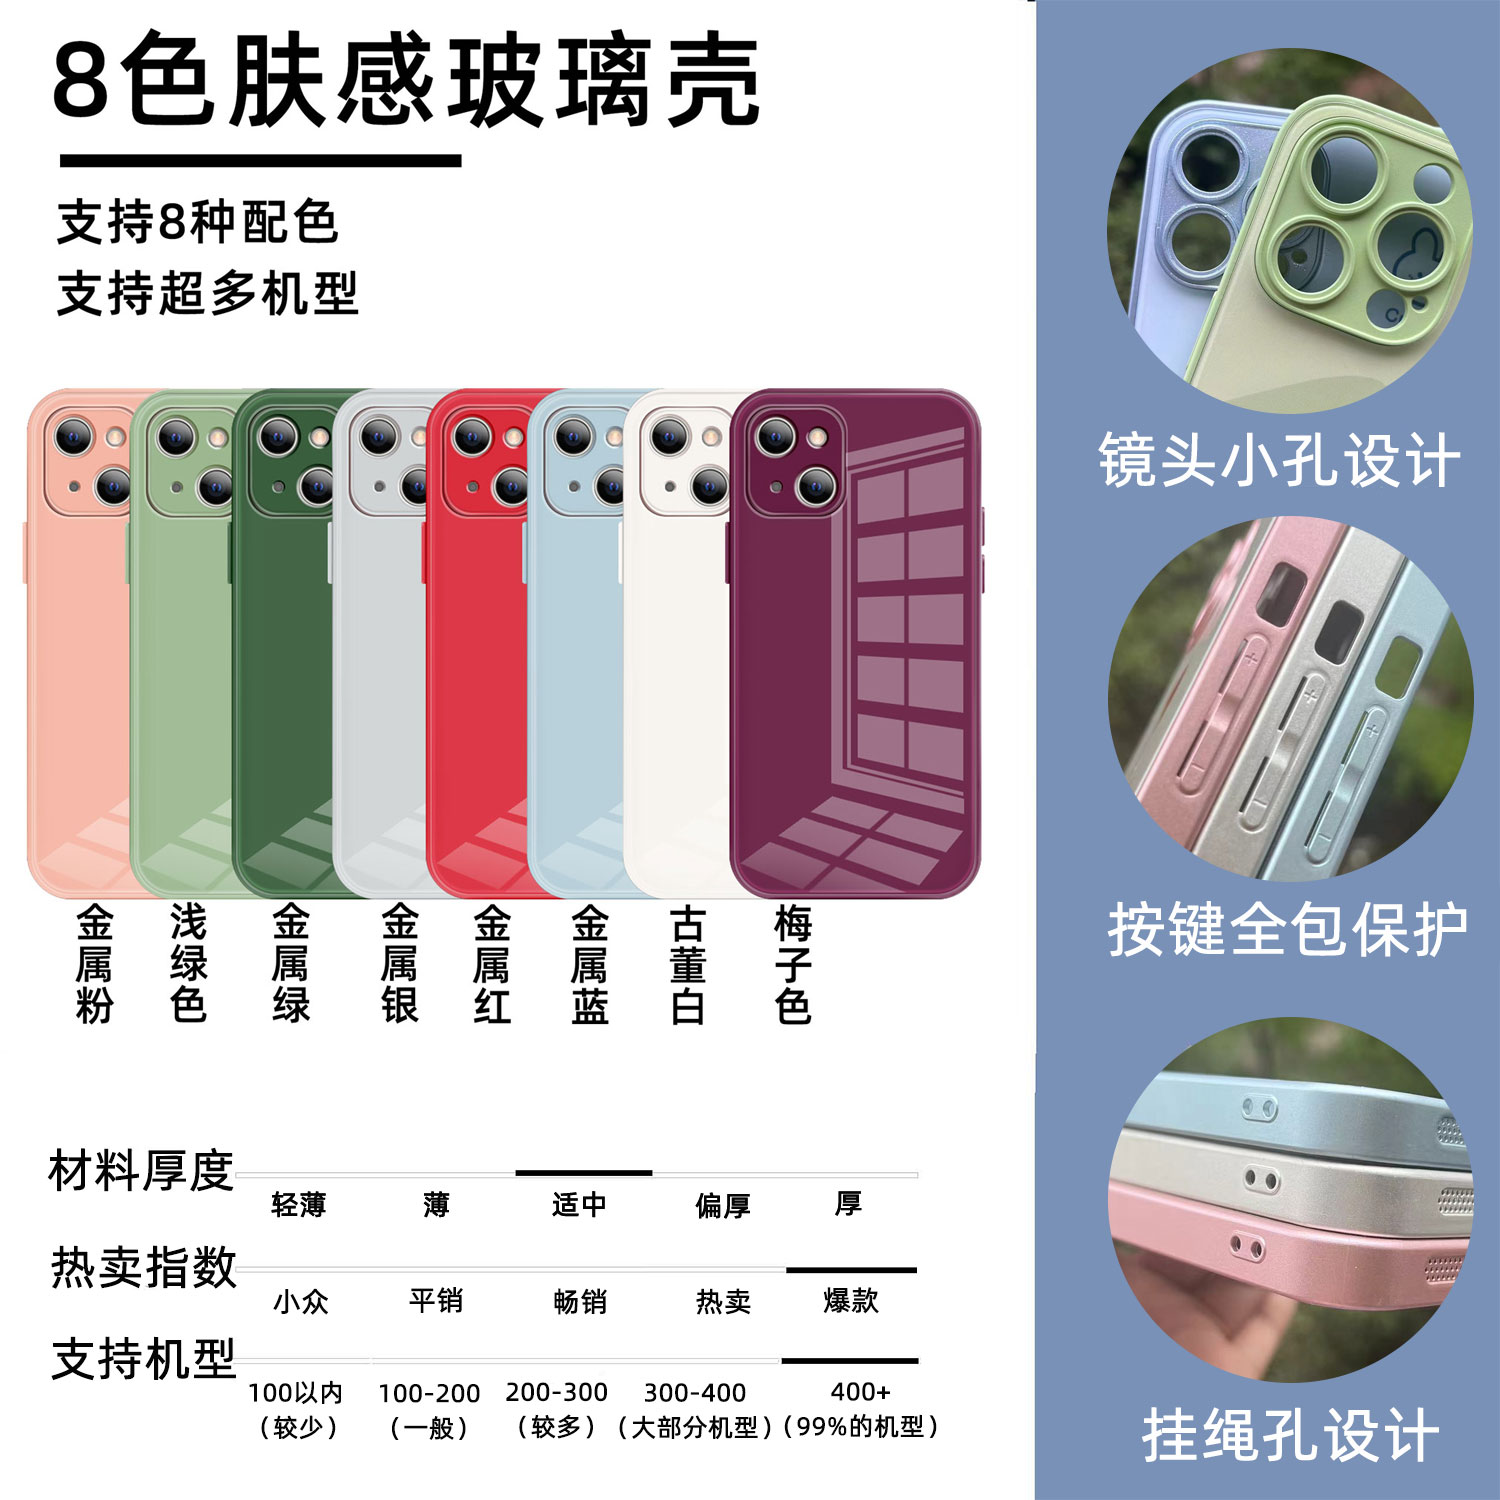 8色肤感玻璃壳
支持8种配色
支持超多机型
金属粉
浅绿色
金属绿
金属银
金属红
金属蓝
古董白
梅子色
材料厚度
轻薄 薄 适中 偏厚 厚
热卖指数
小众 平销 畅销 热卖 爆款
支持机型
100以内 100-200 200-300 300-400 400+
(较少) (一般) (较多) (大部分机型) (99%的机型)
镜头小孔设计
按键全包保护
挂绳孔设计